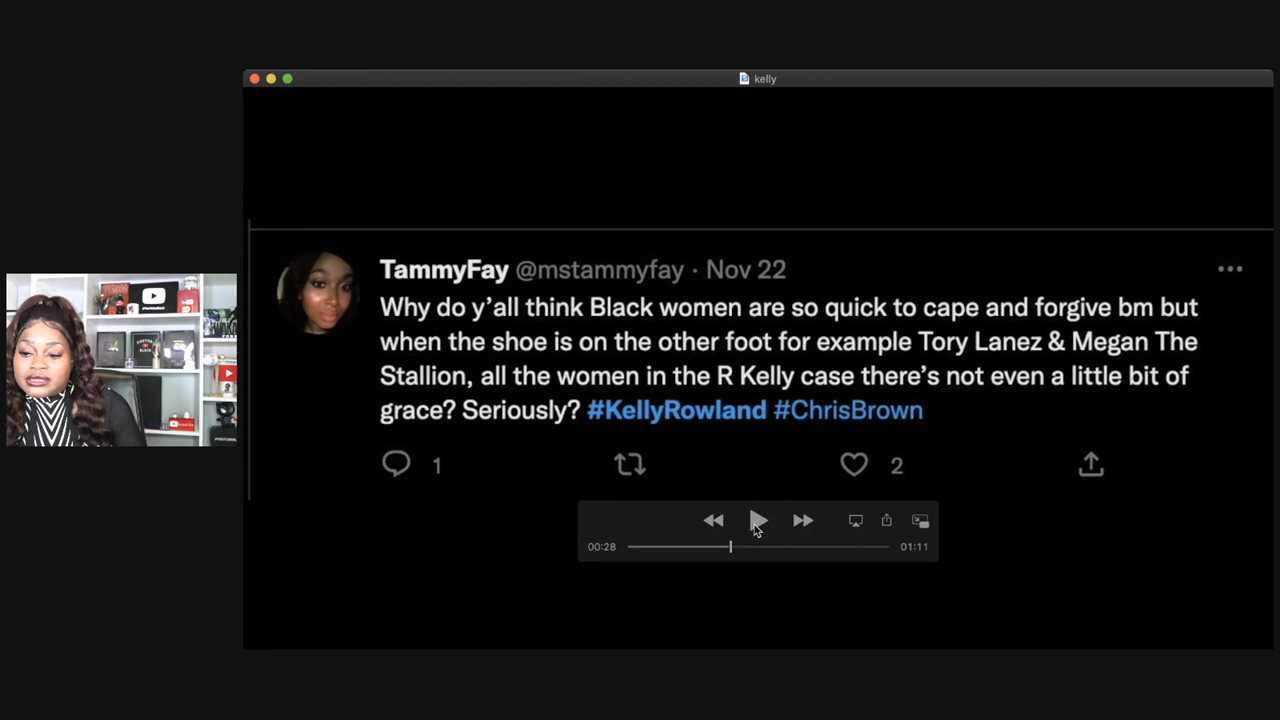 kelly
TammyFay @mstammyfay · Nov 22
Why do y’all think Black women are so quick to cape and forgive bm but
when the shoe is on the other foot for example Tory Lanez & Megan The
Stallion, all the women in the R Kelly case there’s not even a little bit of
grace? Seriously? #KellyRowland #ChrisBrown
1
2
00:28
01:11